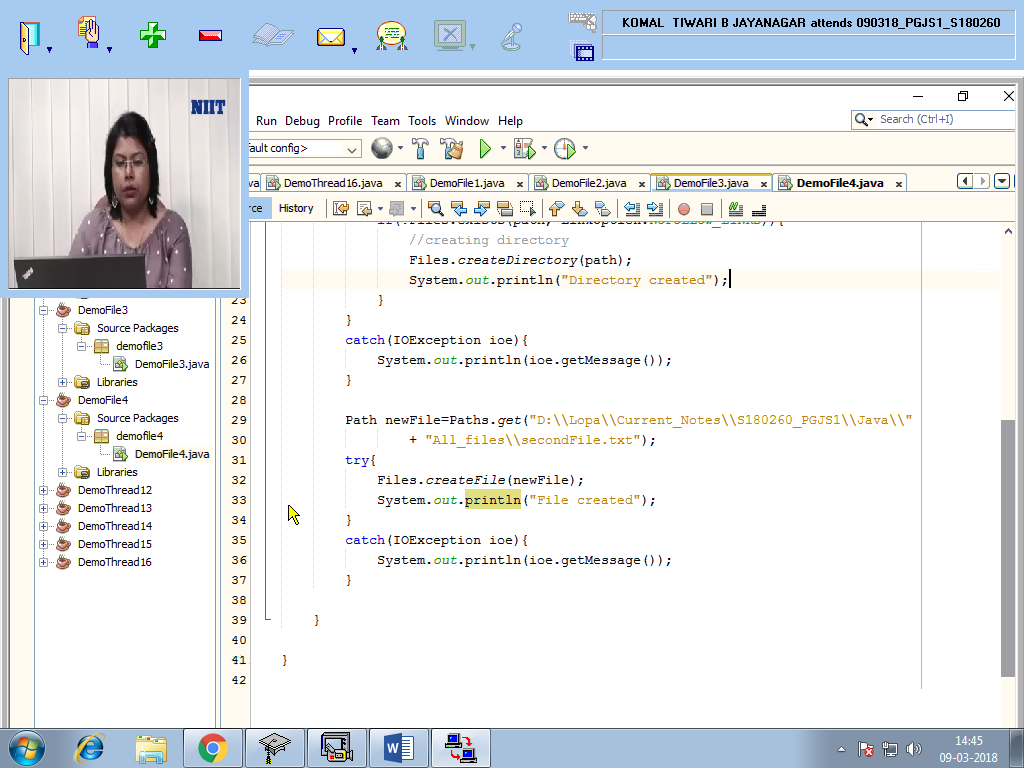 KOMAL  TIWARI B JAYANAGAR attends 090318_PGJS1_S180260
NIIT
Run Debug Profile Team Tools Window Help
Search (Ctrl+I)
ault config>
va DemoThread16.java DemoFile1.java DemoFile2.java DemoFile3.java DemoFile4.java
rce History
//creating directory
Files.createDirectory(path);
System.out.println("Directory created");
23 }
24 }
25 catch(IOException ioe){
26 System.out.println(ioe.getMessage());
27 }
28
29 Path newFile=Paths.get("D:\\Lopa\\Current_Notes\\S180260_PGJS1\\Java\\"
30 + "All_files\\secondFile.txt");
31 try{
32 Files.createFile(newFile);
33 System.out.println("File created");
34 }
35 catch(IOException ioe){
36 System.out.println(ioe.getMessage());
37 }
38
39 }
40
41 }
42
DemoFile3
Source Packages
demofile3
DemoFile3.java
Libraries
DemoFile4
Source Packages
demofile4
DemoFile4.java
Libraries
DemoThread12
DemoThread13
DemoThread14
DemoThread15
DemoThread16
14:45
09-03-2018